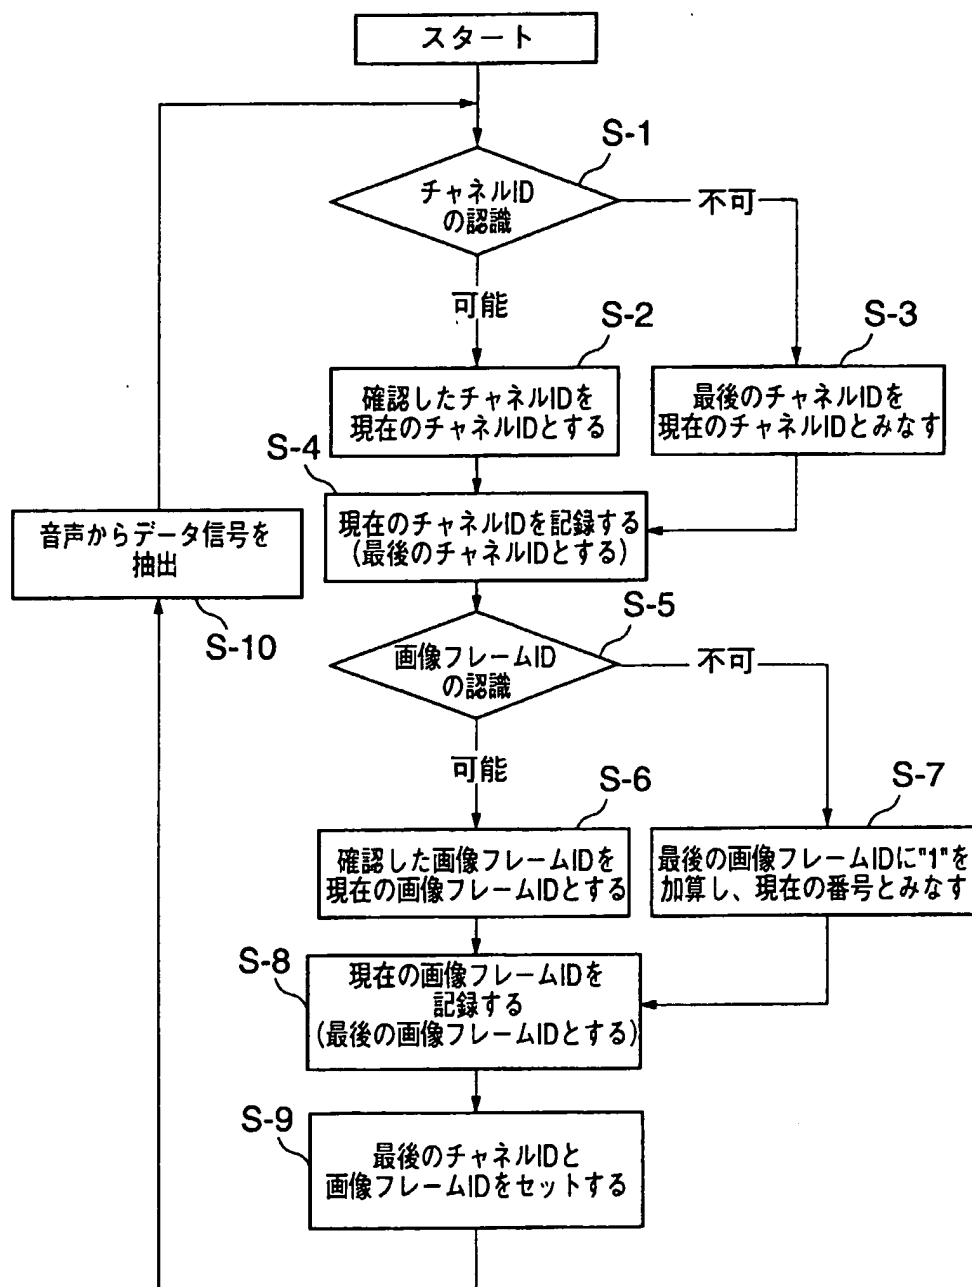 スタート
S-1
チャネルID
の認識
不可
可能
S-2
S-3
確認したチャネルIDを
現在のチャネルIDとする
最後のチャネルIDを
現在のチャネルIDとみなす
S-4
現在のチャネルIDを記録する
(最後のチャネルIDとする)
音声からデータ信号を
抽出
S-10
S-5
画像フレームID
の認識
不可
可能
S-6
S-7
確認した画像フレームIDを
現在の画像フレームIDとする
最後の画像フレームIDに"1"を
加算し、現在の番号とみなす
S-8
現在の画像フレームIDを
記録する
(最後の画像フレームIDとする)
S-9
最後のチャネルIDと
画像フレームIDをセットする